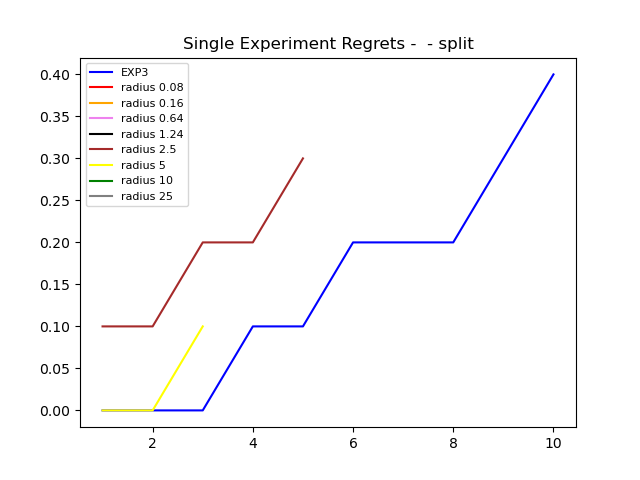 Single Experiment Regrets -  - split
EXP3
radius 0.08
radius 0.16
radius 0.64
radius 1.24
radius 2.5
radius 5
radius 10
radius 25
0.40
0.35
0.30
0.25
0.20
0.15
0.10
0.05
0.00
2 4 6 8 10